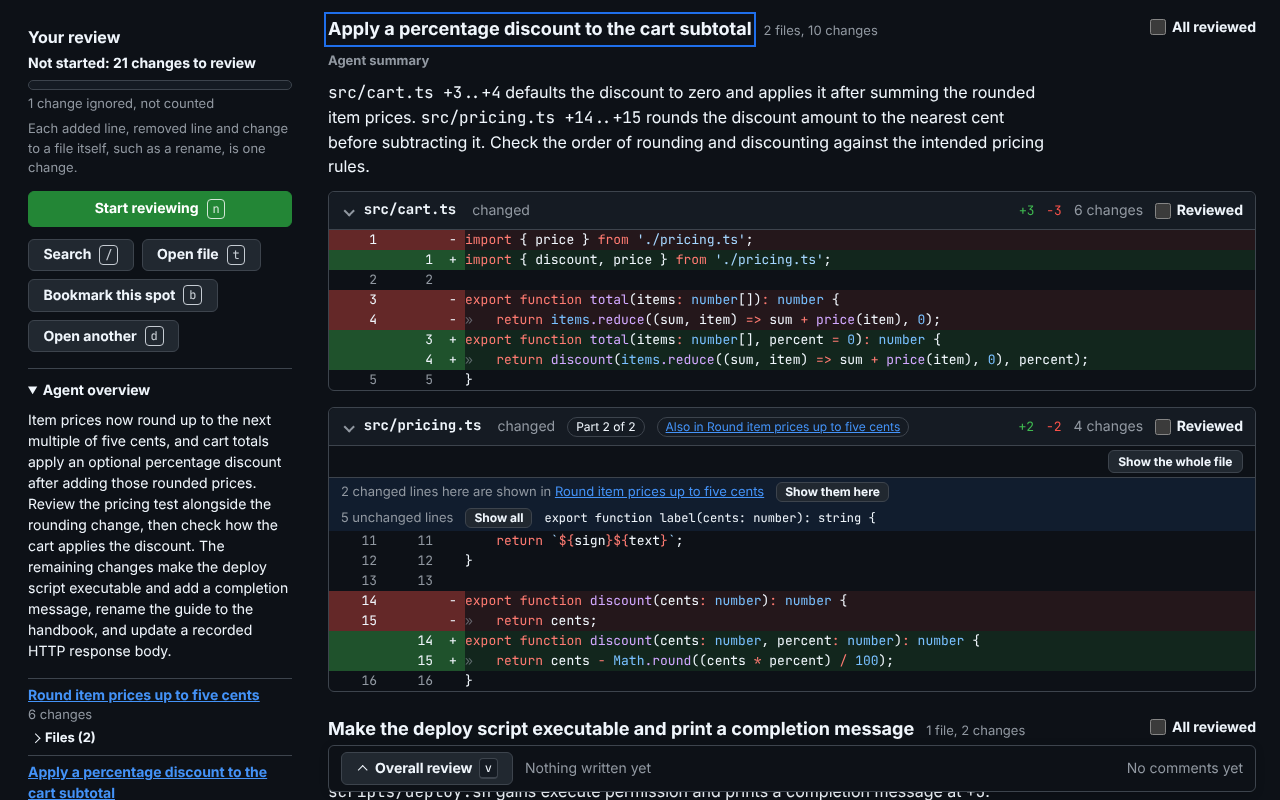 Your review
Not started: 21 changes to review
1 change ignored, not counted
Each added line, removed line and change
to a file itself, such as a rename, is one
change.
Start reviewing n
Search / Open file t
Bookmark this spot b
Open another d
Agent overview
Item prices now round up to the next
multiple of five cents, and cart totals
apply an optional percentage discount
after adding those rounded prices.
Review the pricing test alongside the
rounding change, then check how the
cart applies the discount. The
remaining changes make the deploy
script executable and add a completion
message, rename the guide to the
handbook, and update a recorded
HTTP response body.
Round item prices up to five cents
6 changes
Files (2)
Apply a percentage discount to the
cart subtotal
Apply a percentage discount to the cart subtotal 2 files, 10 changes All reviewed
Agent summary
src/cart.ts +3..+4 defaults the discount to zero and applies it after summing the rounded
item prices. src/pricing.ts +14..+15 rounds the discount amount to the nearest cent
before subtracting it. Check the order of rounding and discounting against the intended pricing
rules.
src/cart.ts changed +3 -3 6 changes Reviewed
1 - import { price } from './pricing.ts';
1 + import { discount, price } from './pricing.ts';
2 2
3 - export function total(items: number[]): number {
4 - » return items.reduce((sum, item) => sum + price(item), 0);
3 + export function total(items: number[], percent = 0): number {
4 + » return discount(items.reduce((sum, item) => sum + price(item), 0), percent);
5 5 }
src/pricing.ts changed Part 2 of 2 Also in Round item prices up to five cents +2 -2 4 changes Reviewed
Show the whole file
2 changed lines here are shown in Round item prices up to five cents Show them here
5 unchanged lines Show all export function label(cents: number): string {
11 11 return `${sign}${text}`;
12 12 }
13 13
14 - export function discount(cents: number): number {
15 - » return cents;
14 + export function discount(cents: number, percent: number): number {
15 + » return cents - Math.round((cents * percent) / 100);
16 16 }
Make the deploy script executable and print a completion message 1 file, 2 changes All reviewed
Overall review v Nothing written yet No comments yet
scripts/deploy.sh gains execute permission and prints a completion message at +3.